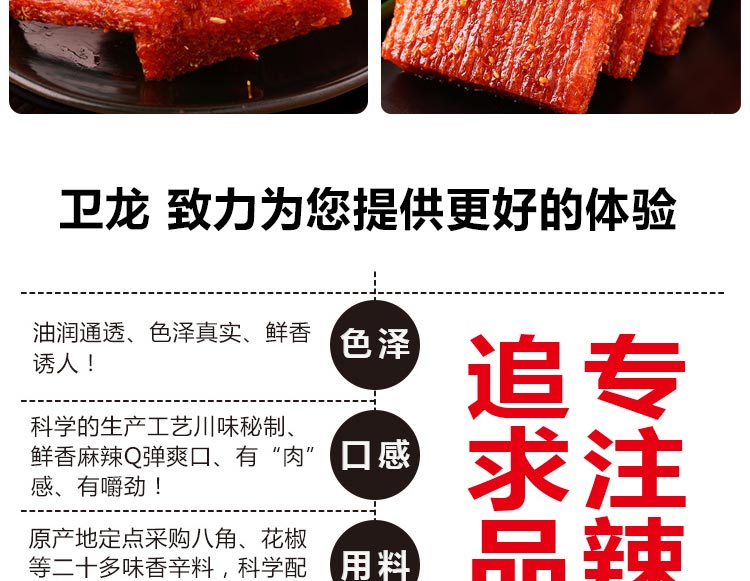 卫龙 致力为您提供更好的体验
油润通透、色泽真实、鲜香
诱人！
色泽
科学的生产工艺川味秘制、
鲜香麻辣Q弹爽口、有“肉”
感、有嚼劲！
口感
原产地定点采购八角、花椒
等二十多味香辛料，科学配
用料
专注辣
追求品